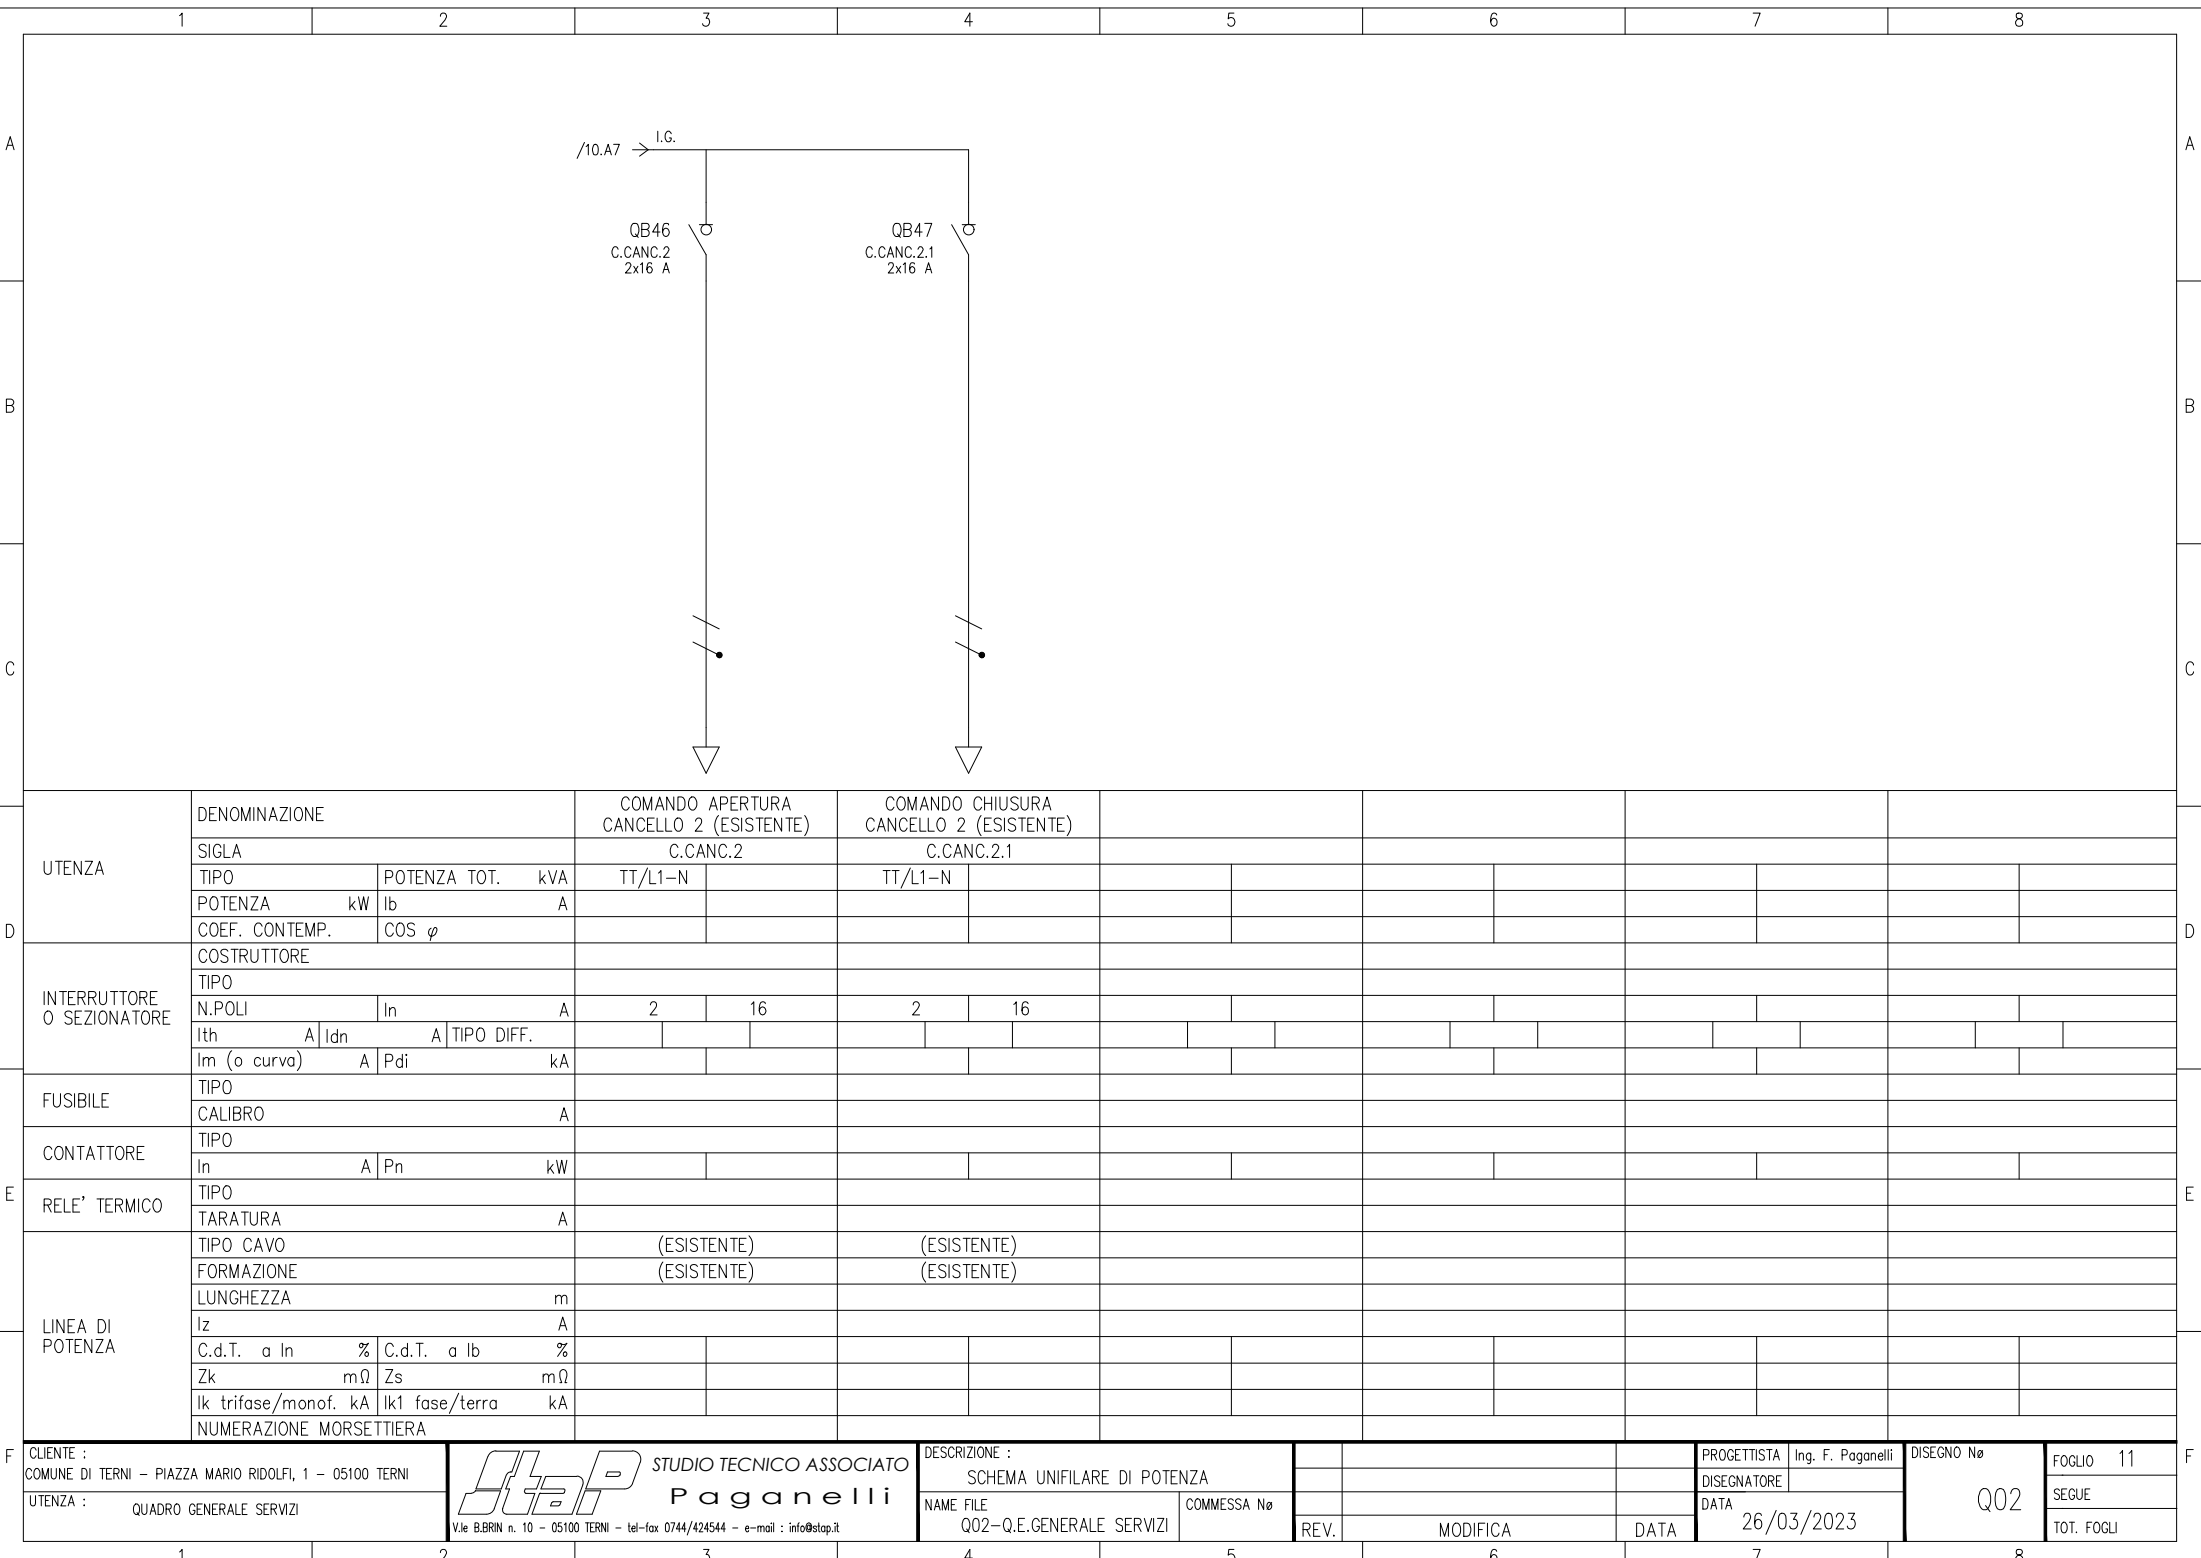 1 2 3 4 5 6 7 8
A A
/10.A7 I.G.
QB46 QB47
C.CANC.2 C.CANC.2.1
2x16 A 2x16 A
B B
C C
UTENZA
DENOMINAZIONE
COMANDO APERTURA
CANCELLO 2 (ESISTENTE)
COMANDO CHIUSURA
CANCELLO 2 (ESISTENTE)
SIGLA C.CANC.2 C.CANC.2.1
TIPO POTENZA TOT. kVA TT/L1-N TT/L1-N
POTENZA kW Ib A
D COEF. CONTEMP. COS φ D
INTERRUTTORE
O SEZIONATORE
COSTRUTTORE
TIPO
N.POLI In A 2 16 2 16
Ith A Idn A TIPO DIFF.
Im (o curva) A Pdi kA
FUSIBILE
TIPO
CALIBRO A
CONTATTORE
TIPO
In A Pn kW
E E
RELE' TERMICO
TIPO
TARATURA A
LINEA DI
POTENZA
TIPO CAVO (ESISTENTE) (ESISTENTE)
FORMAZIONE (ESISTENTE) (ESISTENTE)
LUNGHEZZA m
Iz A
C.d.T. a In % C.d.T. a Ib %
Zk mΩ Zs mΩ
Ik trifase/monof. kA Ik1 fase/terra kA
NUMERAZIONE MORSETTIERA
F F
CLIENTE :
COMUNE DI TERNI - PIAZZA MARIO RIDOLFI, 1 - 05100 TERNI
UTENZA :
QUADRO GENERALE SERVIZI
StaP
STUDIO TECNICO ASSOCIATO
Paganelli
V.le B.BRIN n. 10 - 05100 TERNI - tel-fax 0744/424544 - e-mail : info@stap.it
DESCRIZIONE :
SCHEMA UNIFILARE DI POTENZA
NAME FILE
Q02-Q.E.GENERALE SERVIZI
COMMESSA Nø
REV. MODIFICA DATA
PROGETTISTA Ing. F. Paganelli
DISEGNATORE
DATA
26/03/2023
DISEGNO Nø
Q02
FOGLIO 11
SEGUE
TOT. FOGLI
1 2 3 4 5 6 7 8